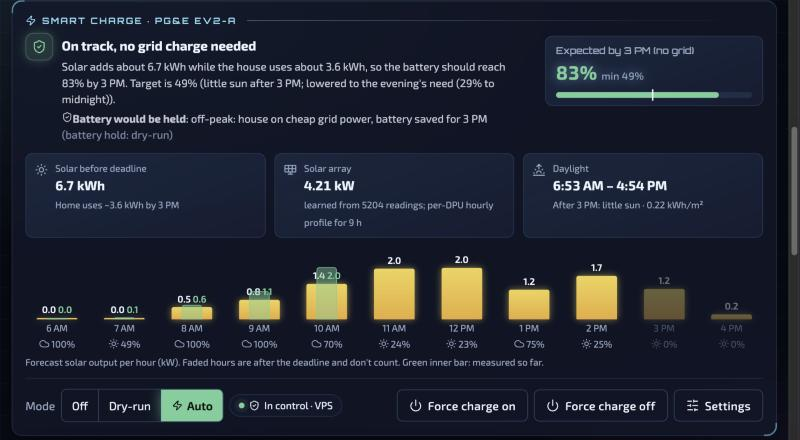 SMART CHARGE · PG&E EV2-A
On track, no grid charge needed
Solar adds about 6.7 kWh while the house uses about 3.6 kWh, so the battery should reach
83% by 3 PM. Target is 49% (little sun after 3 PM; lowered to the evening's need (29% to
midnight)).
Battery would be held: off-peak: house on cheap grid power, battery saved for 3 PM
(battery hold: dry-run)
Expected by 3 PM (no grid)
83% min 49%
Solar before deadline
6.7 kWh
Home uses ~3.6 kWh by 3 PM
Solar array
4.21 kW
learned from 5204 readings; per-DPU hourly
profile for 9 h
Daylight
6:53 AM – 4:54 PM
After 3 PM: little sun · 0.22 kWh/m²
0.0 0.0 0.0 0.1 0.5 0.6 0.8 1.1 1.4 2.0 2.0 2.0 1.2 1.7 1.2 0.2
6 AM 7 AM 8 AM 9 AM 10 AM 11 AM 12 PM 1 PM 2 PM 3 PM 4 PM
100% 49% 100% 100% 70% 24% 23% 75% 25% 0% 0%
Forecast solar output per hour (kW). Faded hours are after the deadline and don't count. Green inner bar: measured so far.
Mode Off Dry-run Auto In control · VPS Force charge on Force charge off Settings